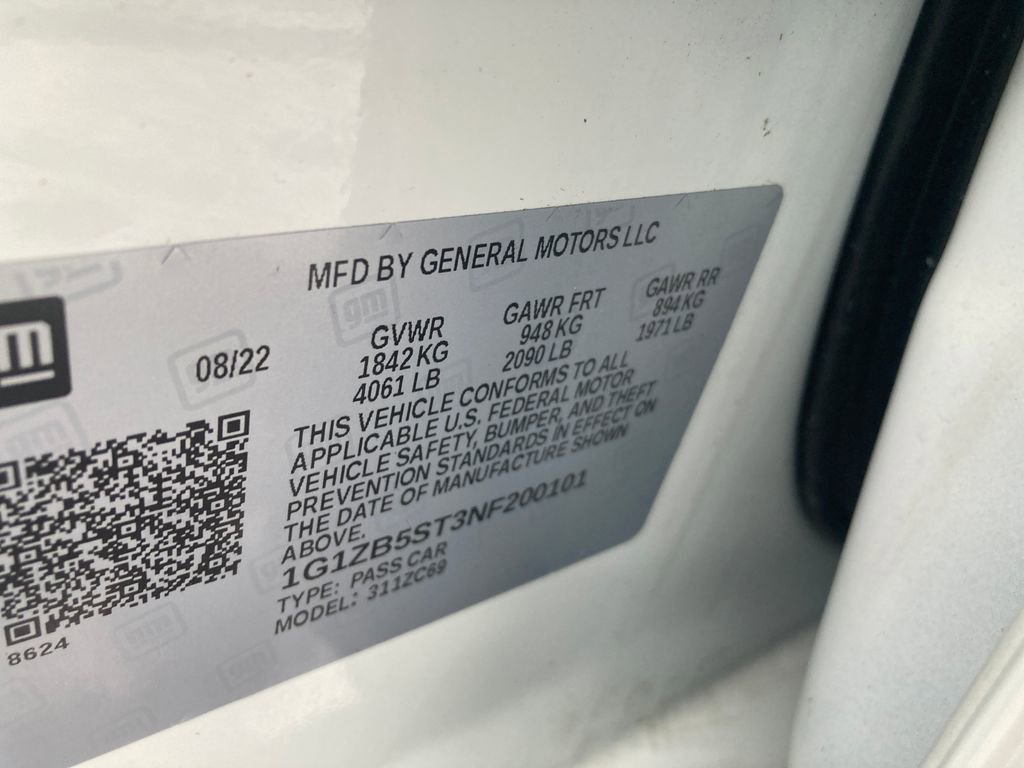 MFD BY GENERAL MOTORS LLC
gm
08/22
GVWR
1842 KG
4061 LB
GAWR FRT
948 KG
2090 LB
GAWR RR
894 KG
1971 LB
THIS VEHICLE CONFORMS TO ALL
APPLICABLE U.S. FEDERAL MOTOR
VEHICLE SAFETY, BUMPER, AND THEFT
PREVENTION STANDARDS IN EFFECT ON
THE DATE OF MANUFACTURE SHOWN
ABOVE.
1G1ZB5ST3NF200101
TYPE: PASS CAR
MODEL: 311ZC69
8624